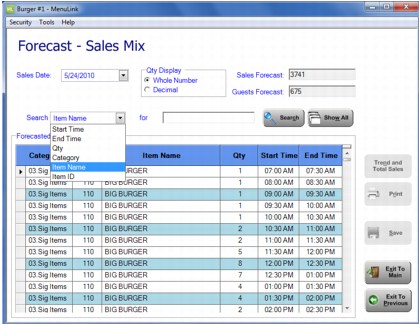 Burger #1 - MenuLink
Security Tools Help
Forecast - Sales Mix
Sales Date: 5/24/2010
Qty Display
Whole Number
Decimal
Sales Forecast: 3741
Guests Forecast: 675
Search Item Name for Search Show All
Start Time
End Time
Qty
Category
Item Name
Item ID
Forecasted
Categ Item Name Qty Start Time End Time
03.Sig Items BIG BURGER 1 07:00 AM 07:30 AM
03.Sig Items 110 BIG BURGER 1 08:00 AM 08:30 AM
03.Sig Items 110 BIG BURGER 1 09:00 AM 09:30 AM
03.Sig Items 110 BIG BURGER 1 09:30 AM 10:00 AM
03.Sig Items 110 BIG BURGER 1 10:00 AM 10:30 AM
03.Sig Items 110 BIG BURGER 2 10:30 AM 11:00 AM
03.Sig Items 110 BIG BURGER 2 11:00 AM 11:30 AM
03.Sig Items 110 BIG BURGER 5 11:30 AM 12:00 PM
03.Sig Items 110 BIG BURGER 8 12:00 PM 12:30 PM
03.Sig Items 110 BIG BURGER 7 12:30 PM 01:00 PM
03.Sig Items 110 BIG BURGER 4 01:00 PM 01:30 PM
03.Sig Items 110 BIG BURGER 4 01:30 PM 02:00 PM
03.Sig Items 110 BIG BURGER 2 02:00 PM 02:30 PM
Trend and
Total Sales
Print
Save
Exit To
Main
Exit To
Previous